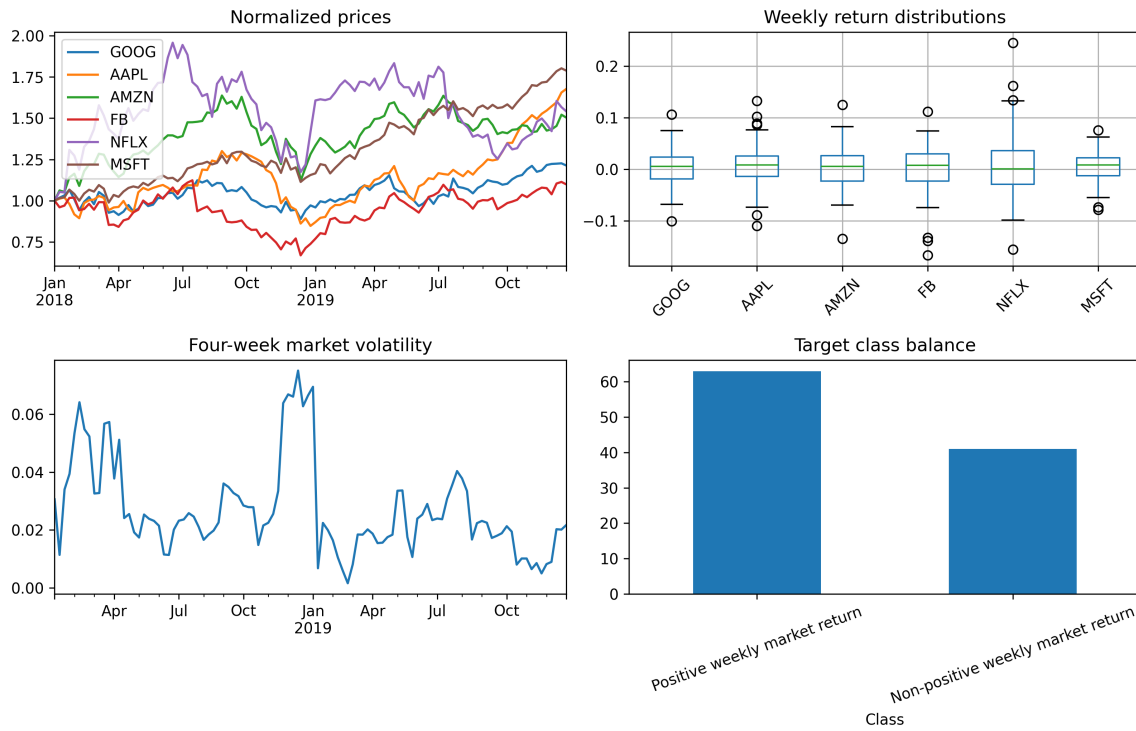 Normalized prices
2.00
1.75
1.50
1.25
1.00
0.75
GOOG
AAPL
AMZN
FB
NFLX
MSFT
Jan Apr Jul Oct Jan Apr Jul Oct
2018 2019
Weekly return distributions
0.2
0.1
0.0
−0.1
GOOG AAPL AMZN FB NFLX MSFT
Four-week market volatility
0.06
0.04
0.02
0.00
Apr Jul Oct Jan Apr Jul Oct
2019
Target class balance
60
50
40
30
20
10
0
Positive weekly market return
Non-positive weekly market return
Class